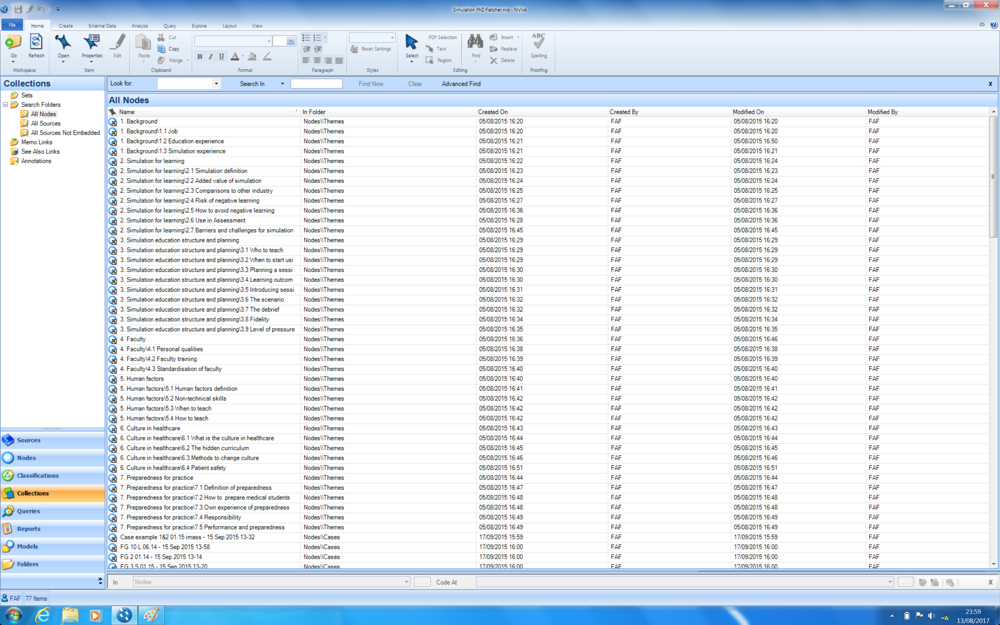 Simulation PhD Fletcher.nvp - NVivo
File Home Create External Data Analyze Query Explore Layout View
Go Refresh Open Properties Edit Paste Cut Copy Merge
B I U A
Reset Settings
Select PDF Selection Text Region Find Insert Replace Delete
ABC Spelling
Workspace Item Clipboard Format Paragraph Styles Editing Proofing
Collections
Sets
Search Folders
All Nodes
All Sources
All Sources Not Embedded
Memo Links
See Also Links
Annotations
Sources
Nodes
Classifications
Collections
Queries
Reports
Models
Folders
Look for: Search In Find Now Clear Advanced Find X
All Nodes
Name In Folder Created On Created By Modified On Modified By
1. Background Nodes\\Themes 05/08/2015 16:20 FAF 05/08/2015 16:20 FAF
1. Background\1.1 Job Nodes\\Themes 05/08/2015 16:20 FAF 05/08/2015 16:20 FAF
1. Background\1.2 Education experience Nodes\\Themes 05/08/2015 16:21 FAF 05/08/2015 16:50 FAF
1. Background\1.3 Simulation experience Nodes\\Themes 05/08/2015 16:21 FAF 05/08/2015 16:21 FAF
2. Simulation for learning Nodes\\Themes 05/08/2015 16:22 FAF 05/08/2015 16:24 FAF
2. Simulation for learning\2.1 Simulation definition Nodes\\Themes 05/08/2015 16:23 FAF 05/08/2015 16:23 FAF
2. Simulation for learning\2.2 Added value of simulation Nodes\\Themes 05/08/2015 16:24 FAF 05/08/2015 16:24 FAF
2. Simulation for learning\2.3 Comparisons to other industry Nodes\\Themes 05/08/2015 16:25 FAF 05/08/2015 16:25 FAF
2. Simulation for learning\2.4 Risk of negative learning Nodes\\Themes 05/08/2015 16:27 FAF 05/08/2015 16:27 FAF
2. Simulation for learning\2.5 How to avoid negative learning Nodes\\Themes 05/08/2015 16:36 FAF 05/08/2015 16:36 FAF
2. Simulation for learning\2.6 Use in Assessment Nodes\\Themes 05/08/2015 16:28 FAF 05/08/2015 16:36 FAF
2. Simulation for learning\2.7 Barriers and challenges for simulation Nodes\\Themes 05/08/2015 16:45 FAF 05/08/2015 16:45 FAF
3. Simulation education structure and planning Nodes\\Themes 05/08/2015 16:29 FAF 05/08/2015 16:29 FAF
3. Simulation education structure and planning\3.1 Who to teach Nodes\\Themes 05/08/2015 16:29 FAF 05/08/2015 16:29 FAF
3. Simulation education structure and planning\3.2 When to start usi Nodes\\Themes 05/08/2015 16:29 FAF 05/08/2015 16:29 FAF
3. Simulation education structure and planning\3.3 Planning a sessi Nodes\\Themes 05/08/2015 16:30 FAF 05/08/2015 16:30 FAF
3. Simulation education structure and planning\3.4 Learning outcom Nodes\\Themes 05/08/2015 16:30 FAF 05/08/2015 16:30 FAF
3. Simulation education structure and planning\3.5 Introducing sessi Nodes\\Themes 05/08/2015 16:31 FAF 05/08/2015 16:31 FAF
3. Simulation education structure and planning\3.6 The scenario Nodes\\Themes 05/08/2015 16:32 FAF 05/08/2015 16:32 FAF
3. Simulation education structure and planning\3.7 The debrief Nodes\\Themes 05/08/2015 16:32 FAF 05/08/2015 16:32 FAF
3. Simulation education structure and planning\3.8 Fidelity Nodes\\Themes 05/08/2015 16:34 FAF 05/08/2015 16:34 FAF
3. Simulation education structure and planning\3.9 Level of pressure Nodes\\Themes 05/08/2015 16:35 FAF 05/08/2015 16:35 FAF
4. Faculty Nodes\\Themes 05/08/2015 16:36 FAF 05/08/2015 16:46 FAF
4. Faculty\4.1 Personal qualities Nodes\\Themes 05/08/2015 16:38 FAF 05/08/2015 16:38 FAF
4. Faculty\4.2 Faculty training Nodes\\Themes 05/08/2015 16:39 FAF 05/08/2015 16:39 FAF
4. Faculty\4.3 Standardisation of faculty Nodes\\Themes 05/08/2015 16:40 FAF 05/08/2015 16:40 FAF
5. Human factors Nodes\\Themes 05/08/2015 16:40 FAF 05/08/2015 16:40 FAF
5. Human factors\5.1 Human factors definition Nodes\\Themes 05/08/2015 16:41 FAF 05/08/2015 16:41 FAF
5. Human factors\5.2 Non-technical skills Nodes\\Themes 05/08/2015 16:42 FAF 05/08/2015 16:42 FAF
5. Human factors\5.3 When to teach Nodes\\Themes 05/08/2015 16:42 FAF 05/08/2015 16:42 FAF
5. Human factors\5.4 How to teach Nodes\\Themes 05/08/2015 16:42 FAF 05/08/2015 16:42 FAF
6. Culture in healthcare Nodes\\Themes 05/08/2015 16:43 FAF 05/08/2015 16:43 FAF
6. Culture in healthcare\6.1 What is the culture in healthcare Nodes\\Themes 05/08/2015 16:44 FAF 05/08/2015 16:44 FAF
6. Culture in healthcare\6.2 The hidden curriculum Nodes\\Themes 05/08/2015 16:45 FAF 05/08/2015 16:45 FAF
6. Culture in healthcare\6.3 Methods to change culture Nodes\\Themes 05/08/2015 16:46 FAF 05/08/2015 16:46 FAF
6. Culture in healthcare\6.4 Patient safety Nodes\\Themes 05/08/2015 16:51 FAF 05/08/2015 16:51 FAF
7. Preparedness for practice Nodes\\Themes 05/08/2015 16:44 FAF 05/08/2015 16:44 FAF
7. Preparedness for practice\7.1 Definition of preparedness Nodes\\Themes 05/08/2015 16:47 FAF 05/08/2015 16:47 FAF
7. Preparedness for practice\7.2 How to prepare medical students Nodes\\Themes 05/08/2015 16:48 FAF 05/08/2015 16:48 FAF
7. Preparedness for practice\7.3 Own experience of preparedness Nodes\\Themes 05/08/2015 16:48 FAF 05/08/2015 16:48 FAF
7. Preparedness for practice\7.4 Responsibility Nodes\\Themes 05/08/2015 16:49 FAF 05/08/2015 16:49 FAF
7. Preparedness for practice\7.5 Performance and preparedness Nodes\\Themes 05/08/2015 16:49 FAF 05/08/2015 16:49 FAF
Case example 1&2 01.15 imass - 15 Sep 2015 13-32 Nodes\\Cases 17/09/2015 15:59 FAF 17/09/2015 15:59 FAF
FG 10 L 06.14 - 15 Sep 2015 13-58 Nodes\\Cases 17/09/2015 16:00 FAF 17/09/2015 16:00 FAF
FG 2 01.14 - 15 Sep 2015 13-14 Nodes\\Cases 17/09/2015 16:00 FAF 17/09/2015 16:00 FAF
FG 3 S 01.15 - 15 Sep 2015 13-20 Nodes\\Cases 17/09/2015 16:00 FAF 17/09/2015 16:00 FAF
In Nodes ... Code At ... X
FAF 77 Items
23:59
13/08/2017